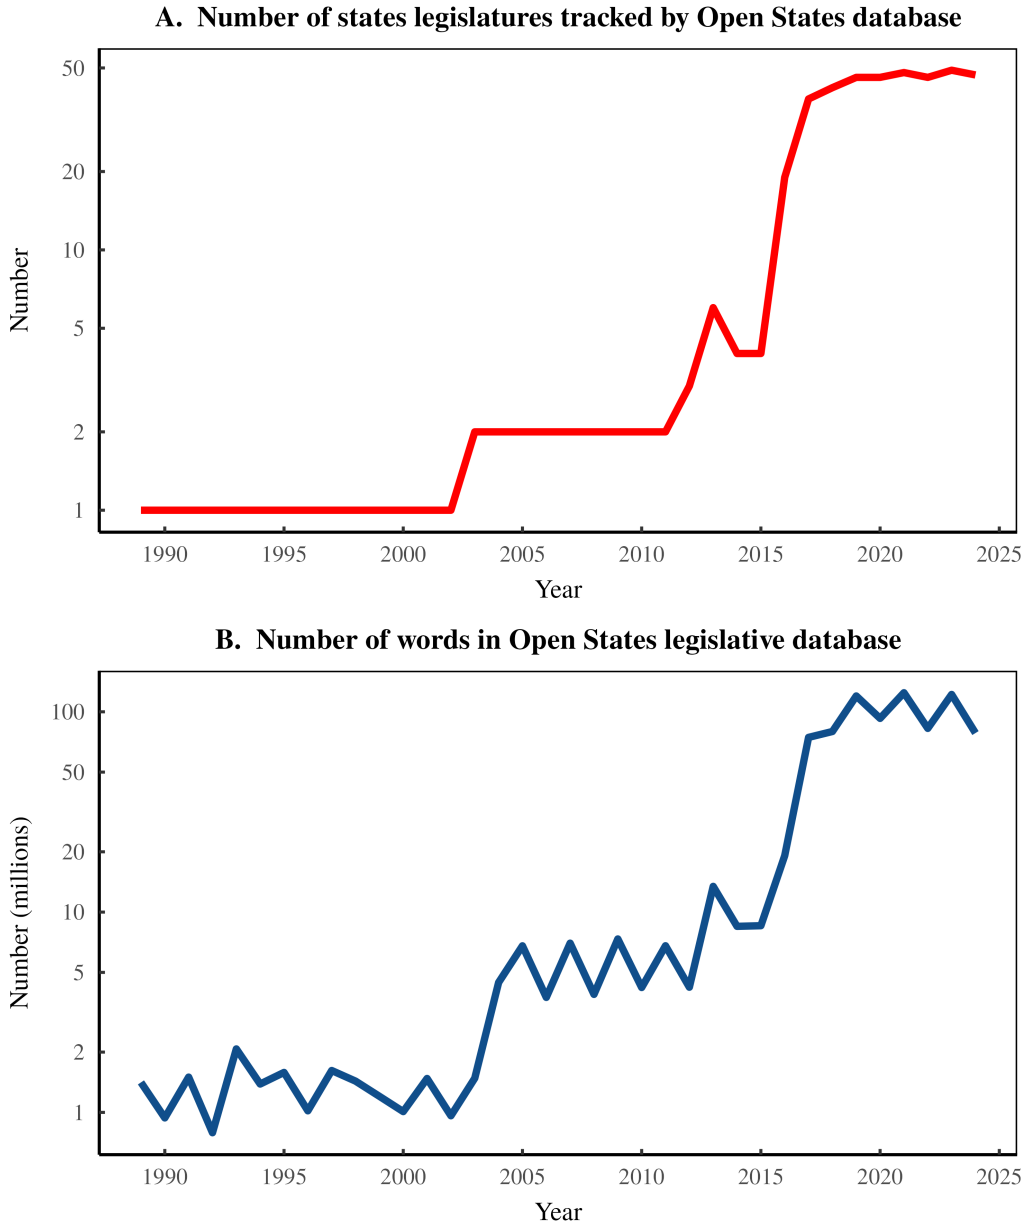 A. Number of states legislatures tracked by Open States database
50
20
10
5
2
1
Number
1990 1995 2000 2005 2010 2015 2020 2025
Year
B. Number of words in Open States legislative database
100
50
20
10
5
2
1
Number (millions)
1990 1995 2000 2005 2010 2015 2020 2025
Year